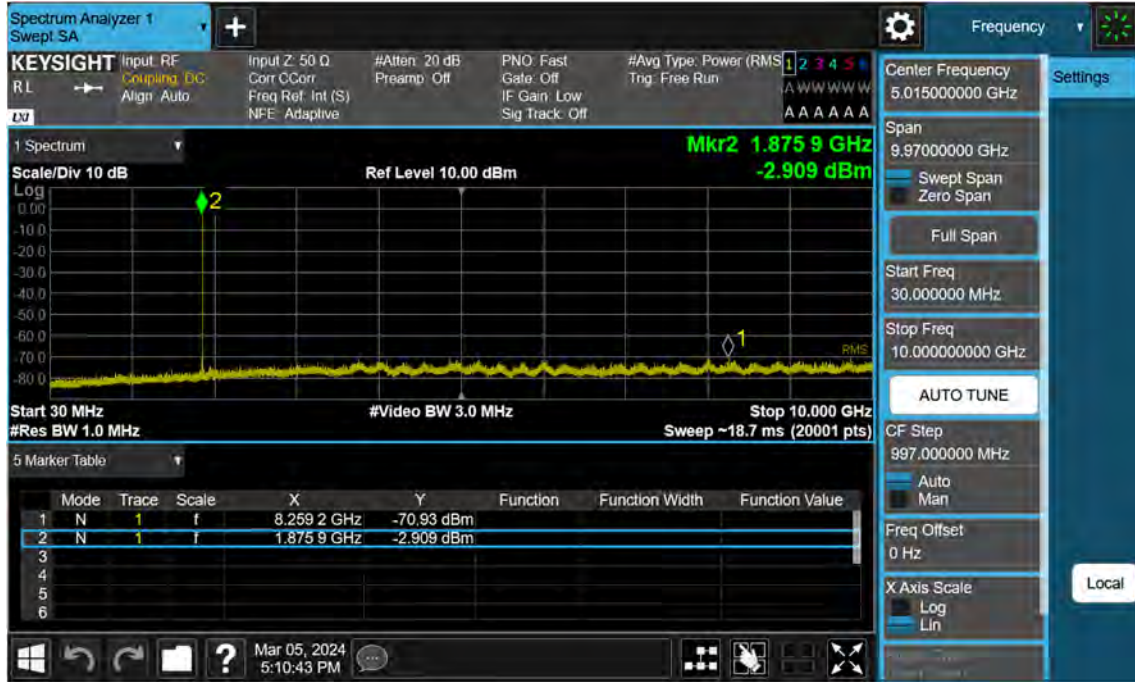 Spectrum Analyzer 1
Swept SA
+
Frequency
KEYSIGHT
RL
LXI
Input: RF
Coupling: DC
Align: Auto
Input Z: 50 Ω
Corr CCorr
Freq Ref: Int (S)
NFE: Adaptive
#Atten: 20 dB
Preamp: Off
PNO: Fast
Gate: Off
IF Gain: Low
Sig Track: Off
#Avg Type: Power (RMS
Trig: Free Run
1 2 3 4 5 6
A W W W W W
A A A A A A
1 Spectrum
Scale/Div 10 dB
Ref Level 10.00 dBm
Mkr2 1.875 9 GHz
-2.909 dBm
Log
0.00
-10.0
-20.0
-30.0
-40.0
-50.0
-60.0
-70.0
-80.0
2
1
RMS
Start 30 MHz
#Video BW 3.0 MHz
Stop 10.000 GHz
#Res BW 1.0 MHz
Sweep ~18.7 ms (20001 pts)
5 Marker Table
Mode Trace Scale X Y Function Function Width Function Value
1 N 1 f 8.259 2 GHz -70.93 dBm
2 N 1 f 1.875 9 GHz -2.909 dBm
3
4
5
6
?
Mar 05, 2024
5:10:43 PM
Center Frequency
5.015000000 GHz
Span
9.97000000 GHz
Swept Span
Zero Span
Full Span
Start Freq
30.000000 MHz
Stop Freq
10.000000000 GHz
AUTO TUNE
CF Step
997.000000 MHz
Auto
Man
Freq Offset
0 Hz
X Axis Scale
Log
Lin
Settings
Local